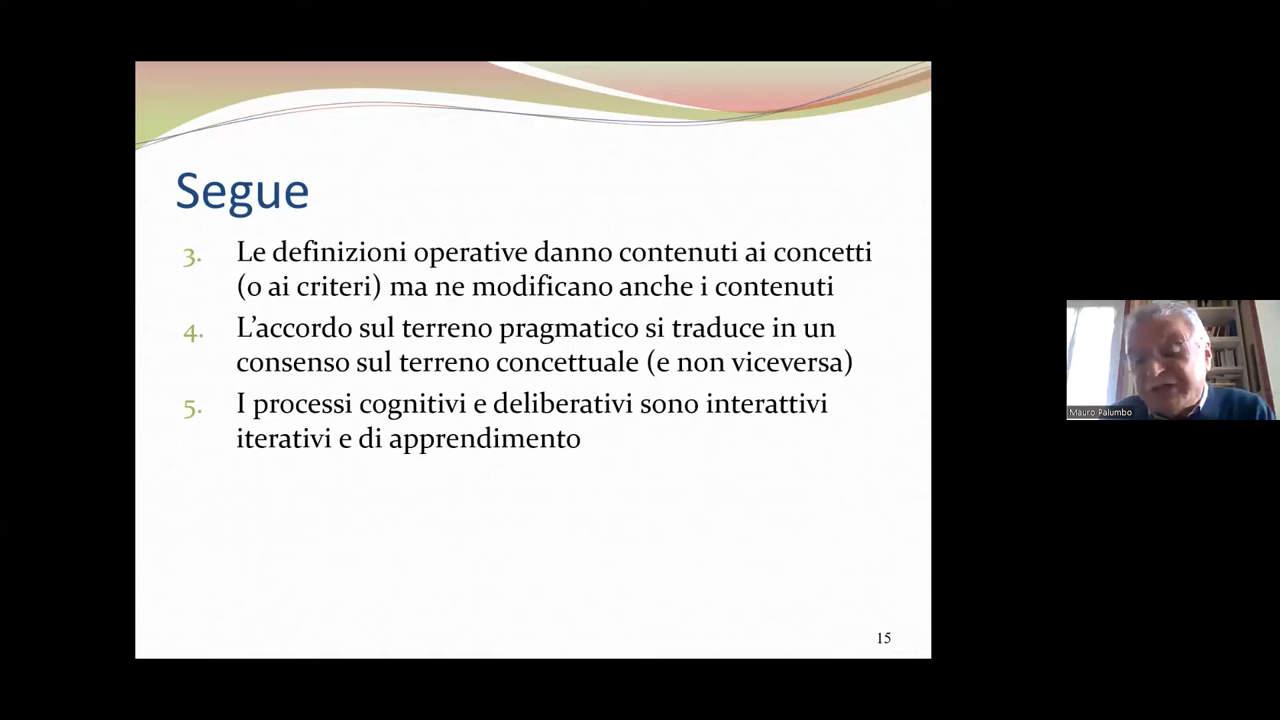 Segue
3. Le definizioni operative danno contenuti ai concetti
(o ai criteri) ma ne modificano anche i contenuti
4. L’accordo sul terreno pragmatico si traduce in un
consenso sul terreno concettuale (e non viceversa)
5. I processi cognitivi e deliberativi sono interattivi
iterativi e di apprendimento
15
Mauro Palumbo